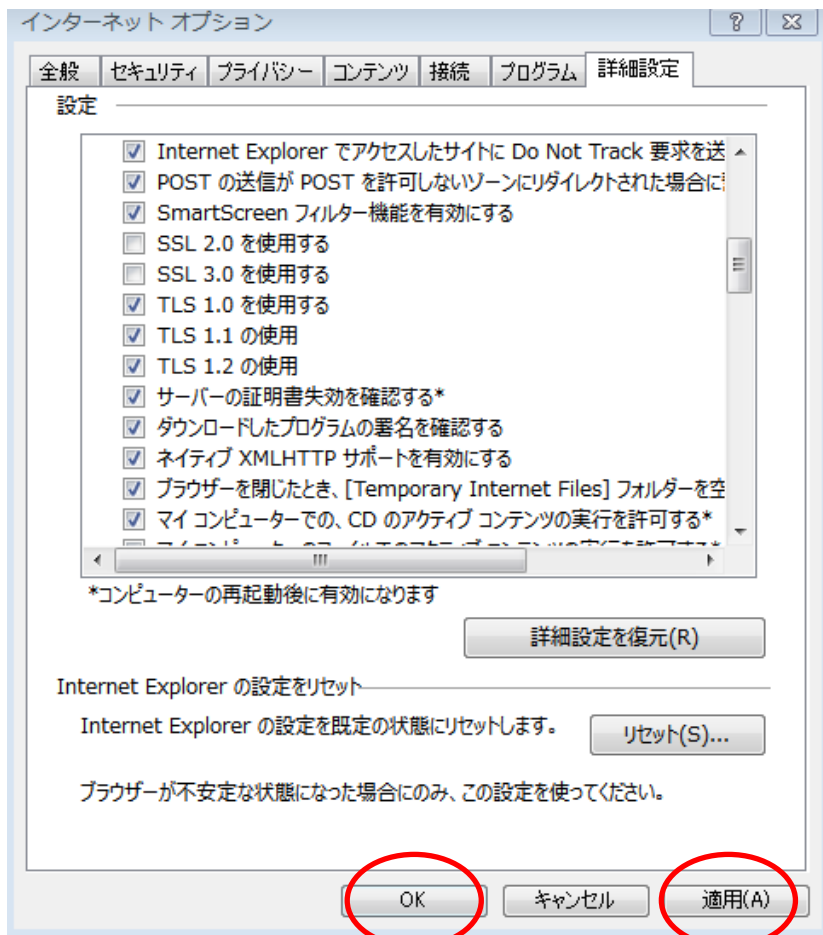 インターネット オプション
全般 セキュリティ プライバシー コンテンツ 接続 プログラム 詳細設定
設定
Internet Explorer でアクセスしたサイトに Do Not Track 要求を送
POST の送信が POST を許可しないゾーンにリダイレクトされた場合に
SmartScreen フィルター機能を有効にする
SSL 2.0 を使用する
SSL 3.0 を使用する
TLS 1.0 を使用する
TLS 1.1 の使用
TLS 1.2 の使用
サーバーの証明書失効を確認する*
ダウンロードしたプログラムの署名を確認する
ネイティブ XMLHTTP サポートを有効にする
ブラウザーを閉じたとき、[Temporary Internet Files] フォルダーを空
マイ コンピューターでの、CD のアクティブ コンテンツの実行を許可する*
*コンピューターの再起動後に有効になります
詳細設定を復元(R)
Internet Explorer の設定をリセット
Internet Explorer の設定を既定の状態にリセットします。
リセット(S)...
ブラウザーが不安定な状態になった場合にのみ、この設定を使ってください。
OK キャンセル 適用(A)